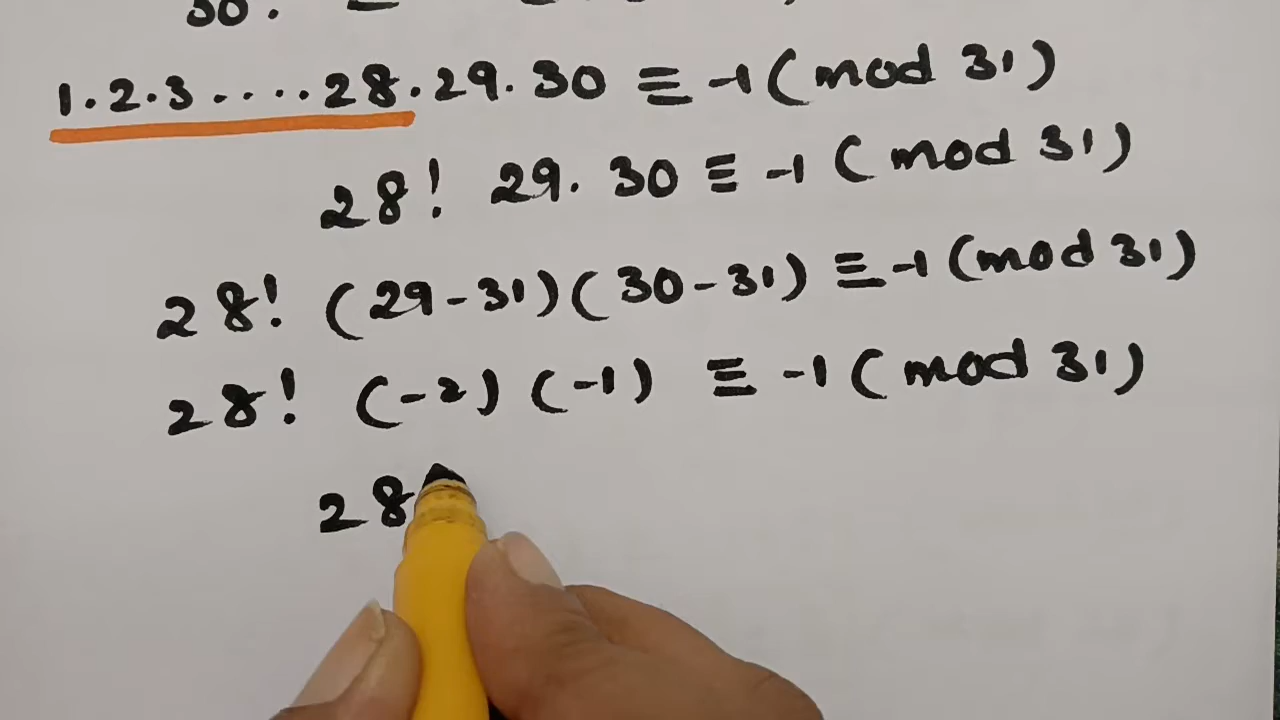 30!
1.2.3....28.29.30 ≡ -1 (mod 31)
28! 29. 30 ≡ -1 (mod 31)
28! (29-31)(30-31) ≡ -1 (mod 31)
28! (-2) (-1) ≡ -1 (mod 31)
28